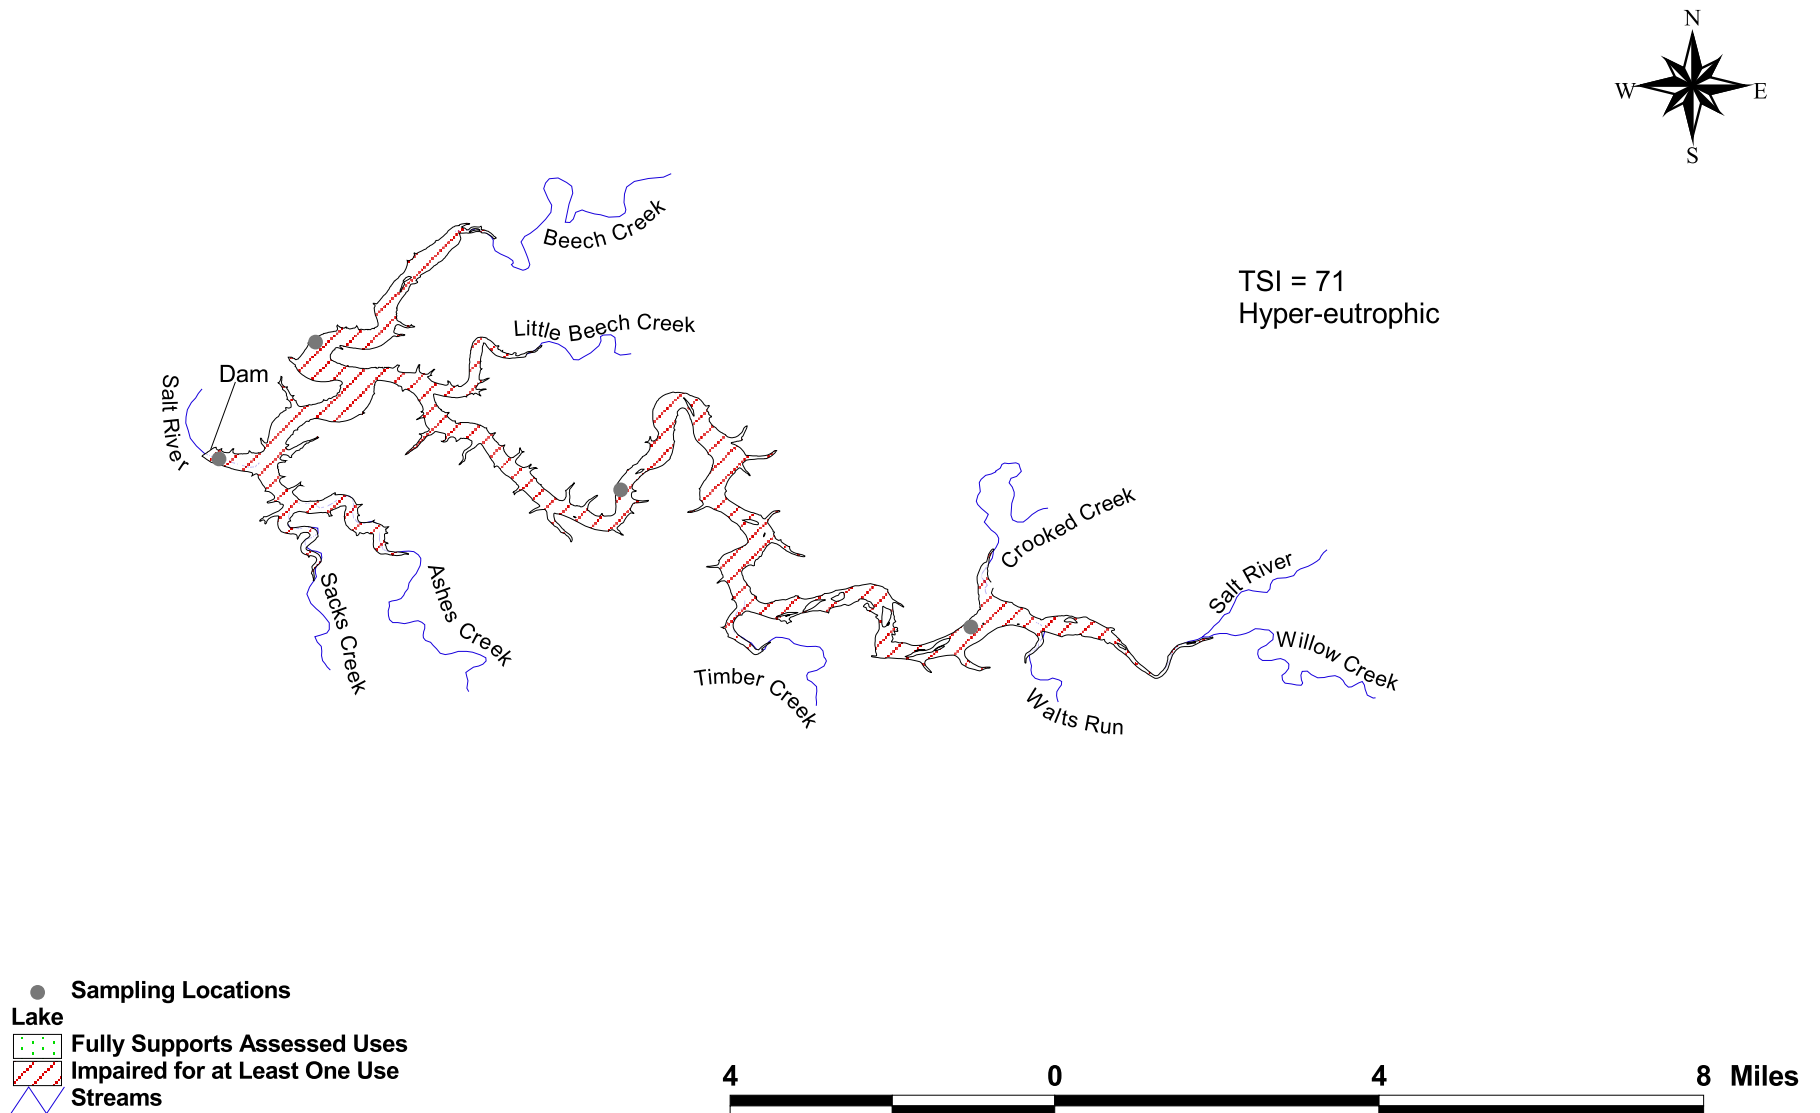 N
W E
S
Beech Creek
TSI = 71
Hyper-eutrophic
Little Beech Creek
Dam
Salt River
Crooked Creek
Salt River
Sacks Creek
Ashes Creek
Willow Creek
Timber Creek
Walts Run
Sampling Locations
Lake
Fully Supports Assessed Uses
Impaired for at Least One Use
Streams
4 0 4 8 Miles